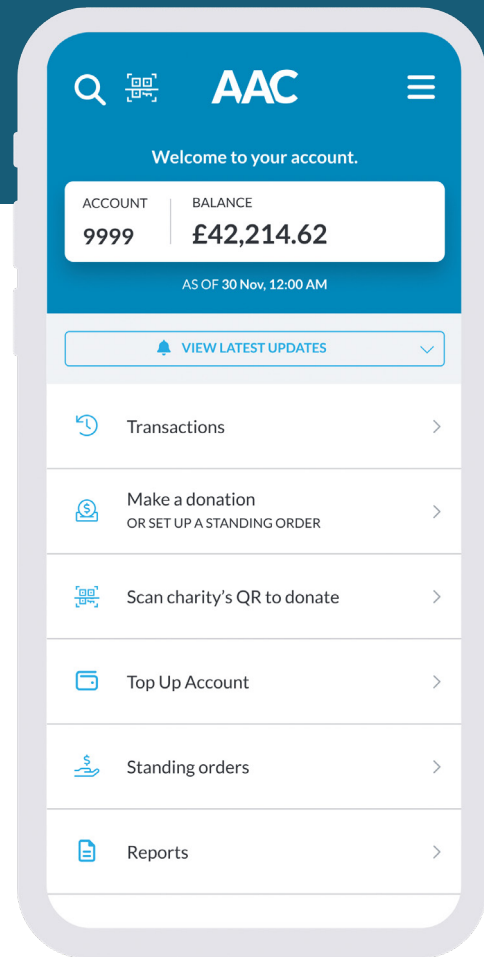 AAC
Welcome to your account.
ACCOUNT
9999
BALANCE
£42,214.62
AS OF 30 Nov, 12:00 AM
VIEW LATEST UPDATES
Transactions
Make a donation
OR SET UP A STANDING ORDER
Scan charity’s QR to donate
Top Up Account
Standing orders
Reports